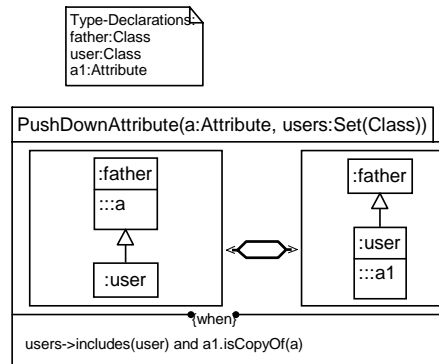 Type-Declarations:
father:Class
user:Class
a1:Attribute
PushDownAttribute(a:Attribute, users:Set(Class))
:father
:::a
:user
:father
:user
:::a1
{when}
users->includes(user) and a1.isCopyOf(a)